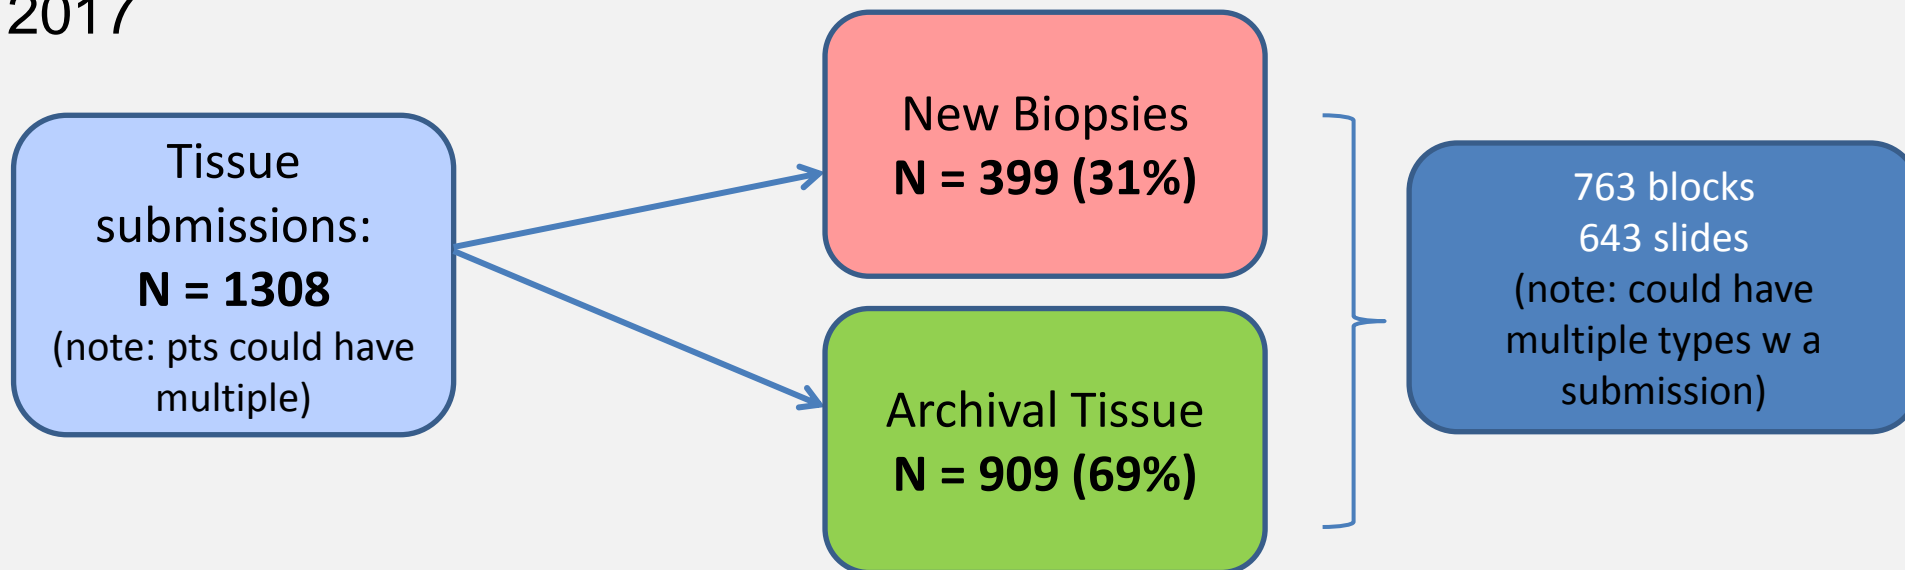 2017
Tissue
submissions:
N = 1308
(note: pts could have
multiple)
New Biopsies
N = 399 (31%)
Archival Tissue
N = 909 (69%)
763 blocks
643 slides
(note: could have
multiple types w a
submission)